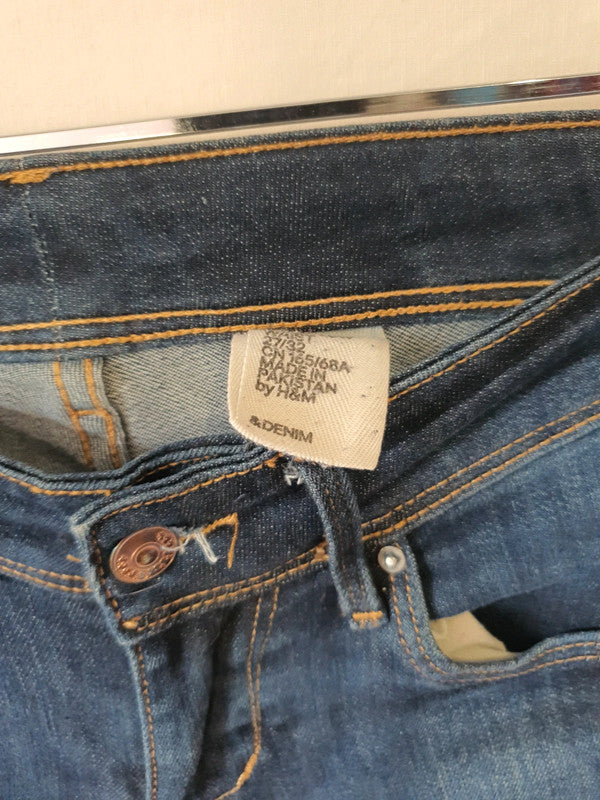 27/32
CN 165/68A
MADE IN
PAKISTAN
by H&M
&DENIM